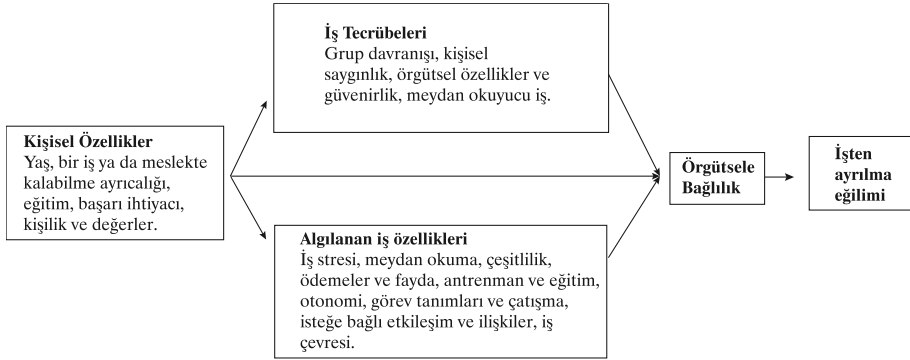 İş Tecrübeleri
Grup davranışı, kişisel
saygınlık, örgütsel özellikler ve
güvenirlik, meydan okuyucu iş.
Kişisel Özellikler
Yaş, bir iş ya da meslekte
kalabilme ayrıcalığı,
eğitim, başarı ihtiyacı,
kişilik ve değerler.
Algılanan iş özellikleri
İş stresi, meydan okuma, çeşitlilik,
ödemeler ve fayda, antrenman ve eğitim,
otonomi, görev tanımları ve çatışma,
isteğe bağlı etkileşim ve ilişkiler, iş
çevresi.
Örgütsele
Bağlılık
İşten
ayrılma
eğilimi